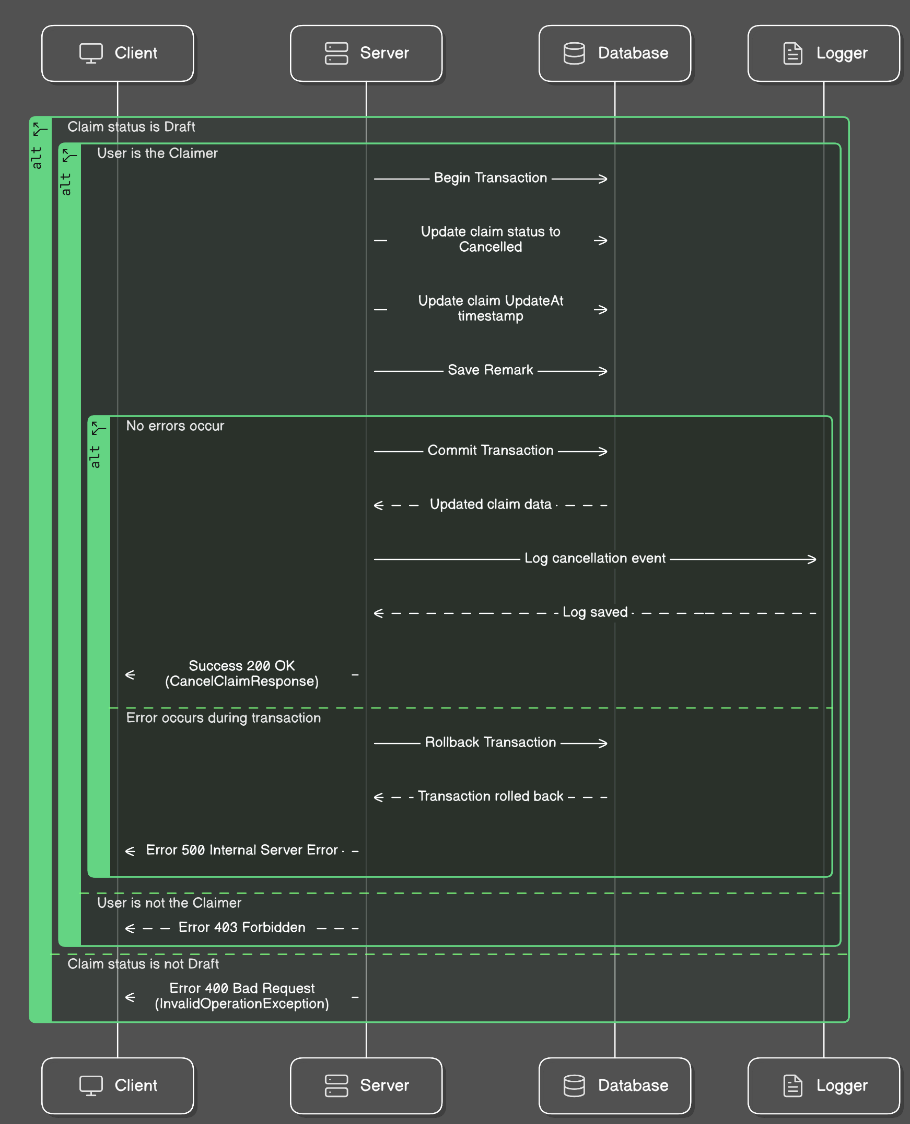 Client
Server
Database
Logger
alt
Claim status is Draft
alt
User is the Claimer
Begin Transaction
Update claim status to
Cancelled
Update claim UpdateAt
timestamp
Save Remark
alt
No errors occur
Commit Transaction
Updated claim data
Log cancellation event
Log saved
Success 200 OK
(CancelClaimResponse)
Error occurs during transaction
Rollback Transaction
Transaction rolled back
Error 500 Internal Server Error
User is not the Claimer
Error 403 Forbidden
Claim status is not Draft
Error 400 Bad Request
(InvalidOperationException)
Client
Server
Database
Logger